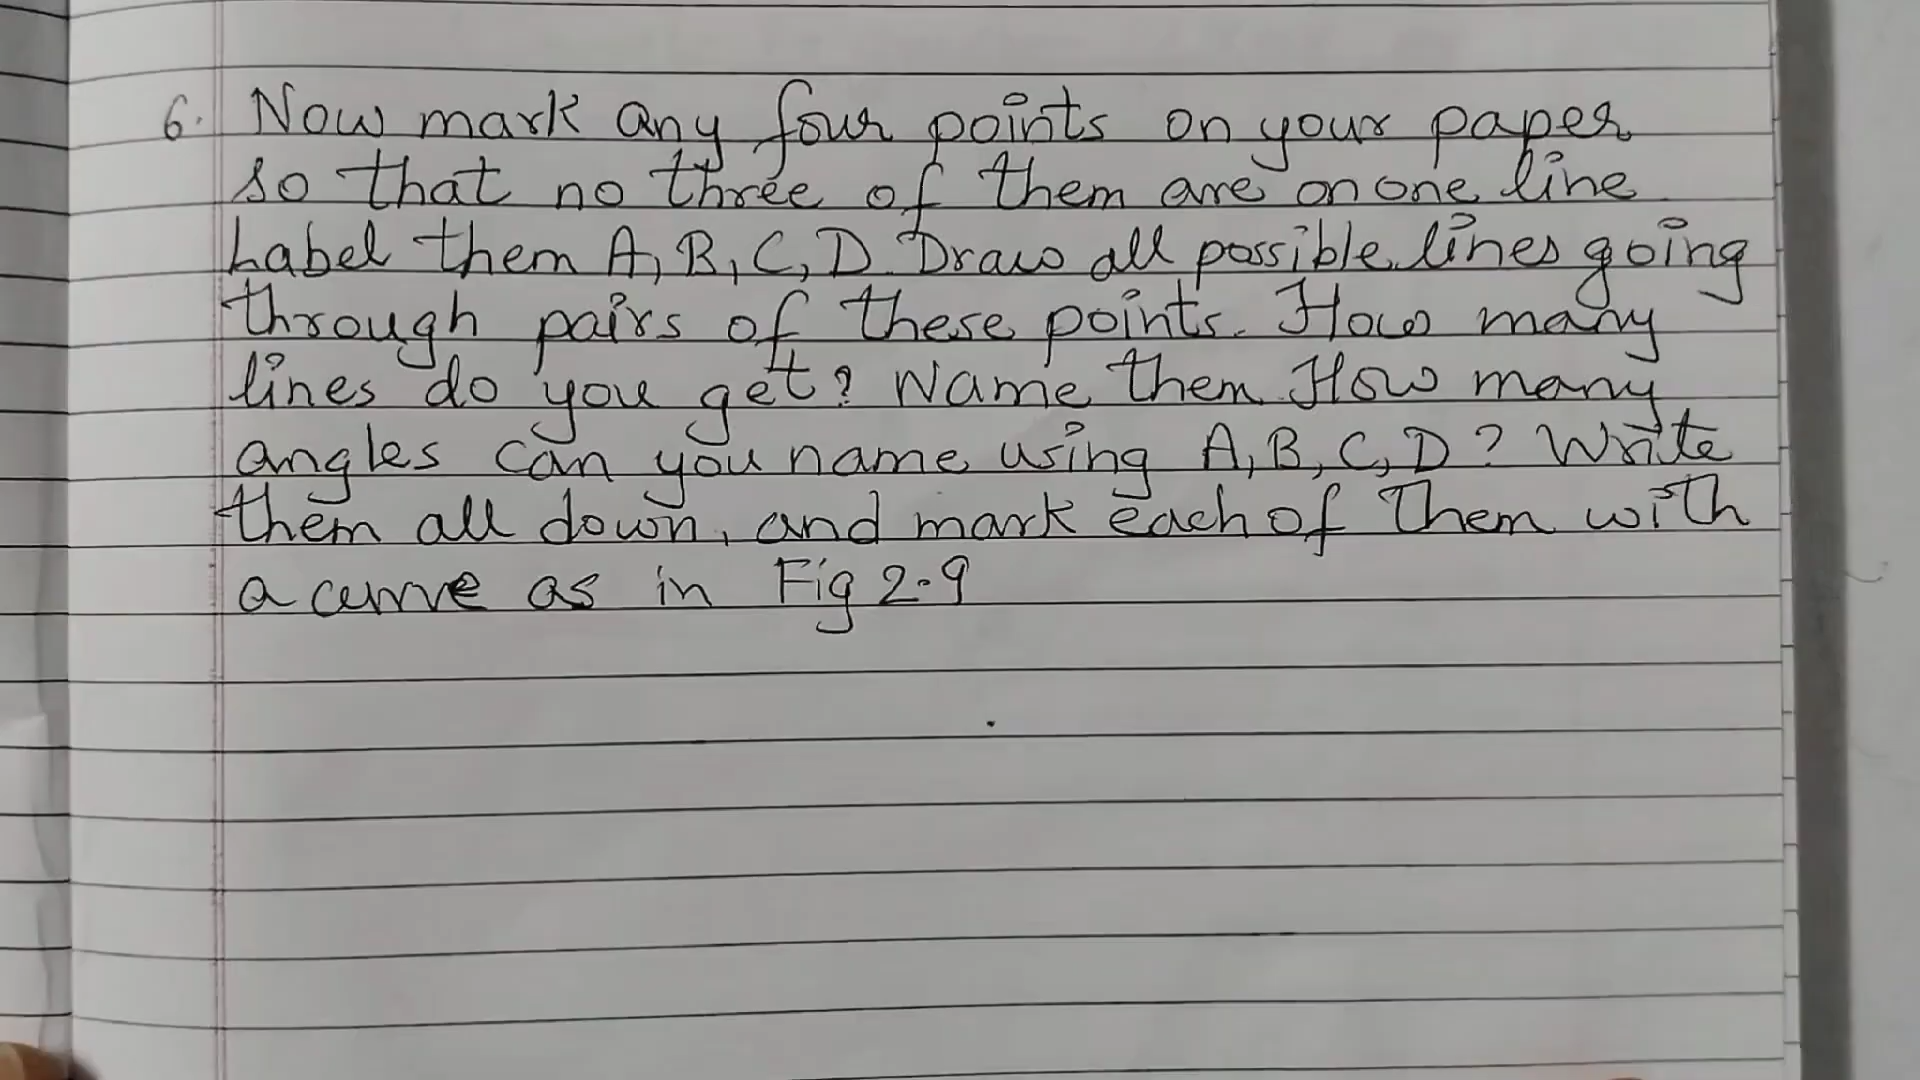 6. Now mark any four points on your paper
so that no three of them are on one line
Label them A, B, C, D. Draw all possible lines going
through pairs of these points. How many
lines do you get? Name them. How many
angles can you name using A, B, C, D? Write
them all down, and mark each of them with
a curve as in Fig 2.9